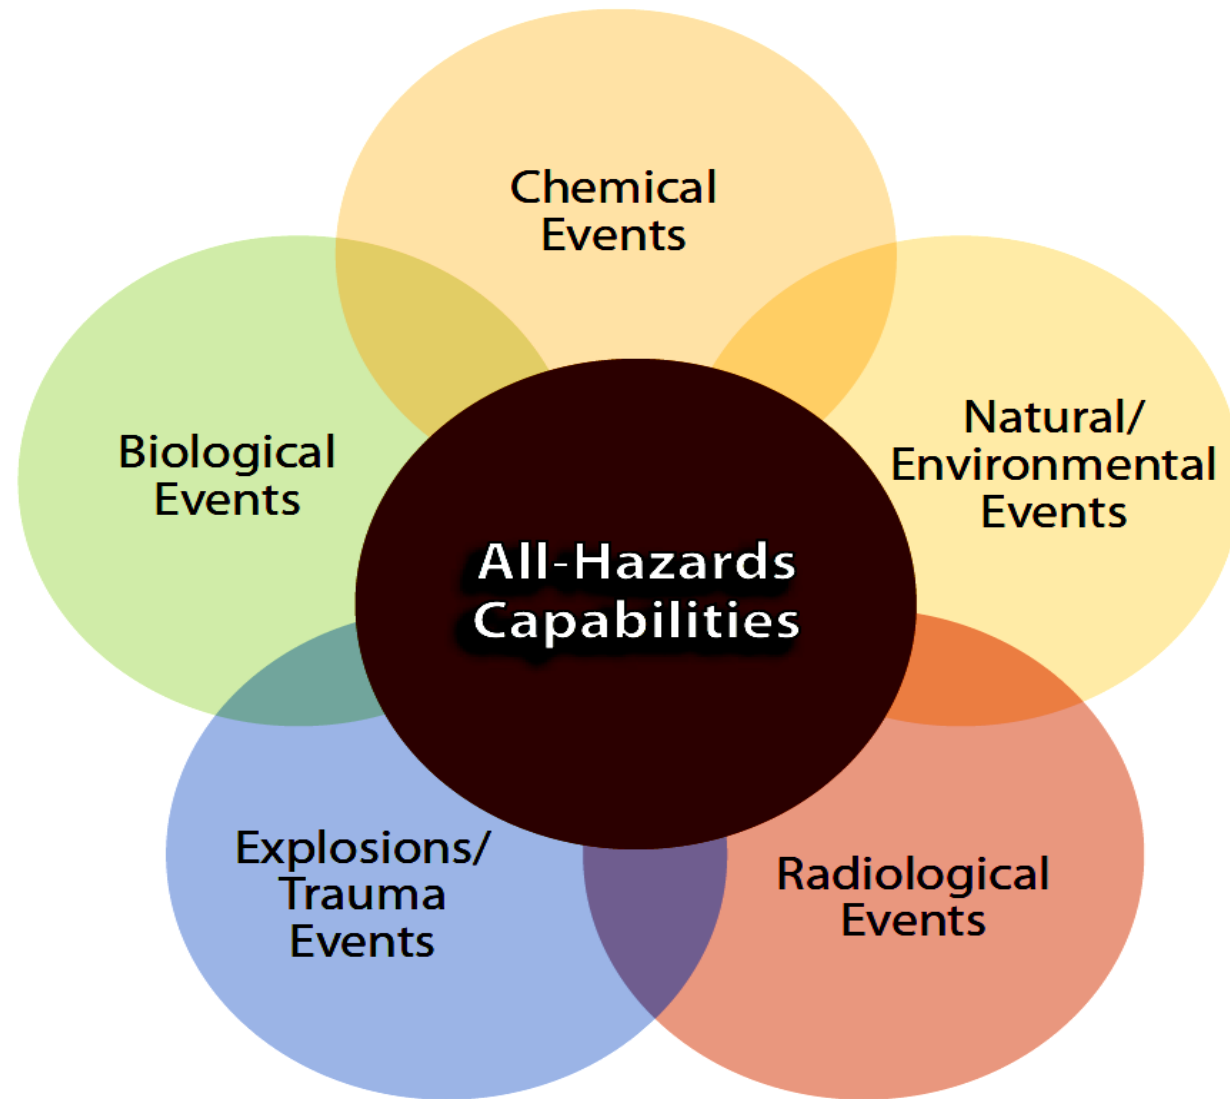 Chemical
Events
Natural/
Environmental
Events
Biological
Events
All-Hazards
Capabilities
Explosions/
Trauma
Events
Radiological
Events